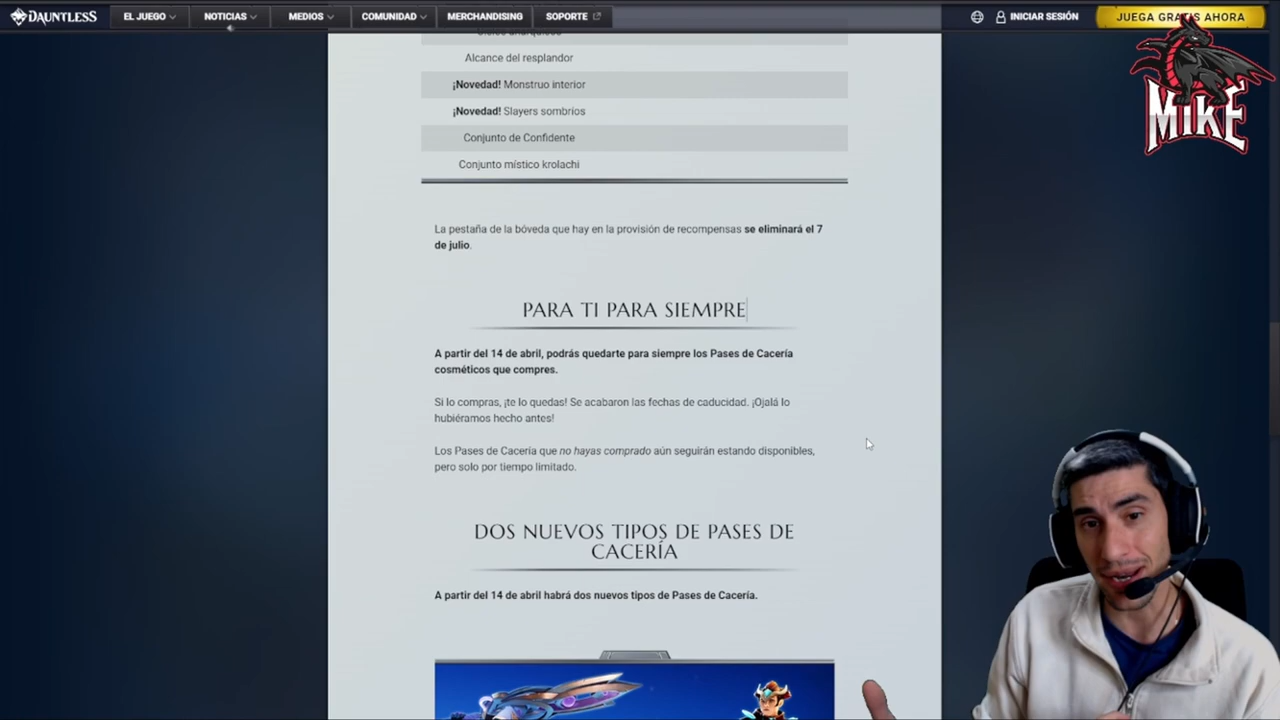 DAUNTLESS
EL JUEGO
NOTICIAS
MEDIOS
COMUNIDAD
MERCHANDISING
SOPORTE
INICIAR SESIÓN
JUEGA GRATIS AHORA
MIKE
Alcance del resplandor
¡Novedad! Monstruo interior
¡Novedad! Slayers sombríos
Conjunto de Confidente
Conjunto místico krolachi
La pestaña de la bóveda que hay en la provisión de recompensas se eliminará el 7
de julio.
PARA TI PARA SIEMPRE
A partir del 14 de abril, podrás quedarte para siempre los Pases de Cacería
cosméticos que compres.
Si lo compras, ¡te lo quedas! Se acabaron las fechas de caducidad. ¡Ojalá lo
hubiéramos hecho antes!
Los Pases de Cacería que no hayas comprado aún seguirán estando disponibles,
pero solo por tiempo limitado.
DOS NUEVOS TIPOS DE PASES DE
CACERÍA
A partir del 14 de abril habrá dos nuevos tipos de Pases de Cacería.